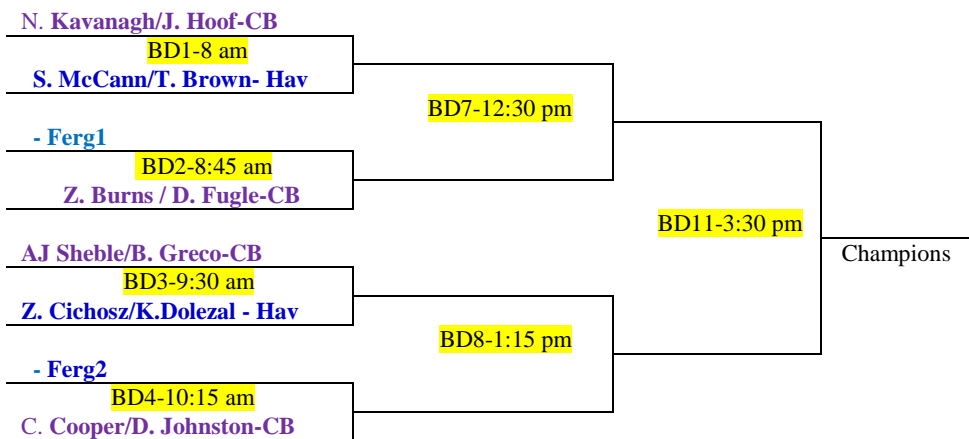 N. Kavanagh/J. Hoof-CB
BD1-8 am
S. McCann/T. Brown- Hav
BD7-12:30 pm
- Ferg1
BD2-8:45 am
Z. Burns / D. Fugle-CB
BD11-3:30 pm
Champions
AJ Sheble/B. Greco-CB
BD3-9:30 am
Z. Cichosz/K.Dolezal - Hav
BD8-1:15 pm
- Ferg2
BD4-10:15 am
C. Cooper/D. Johnston-CB